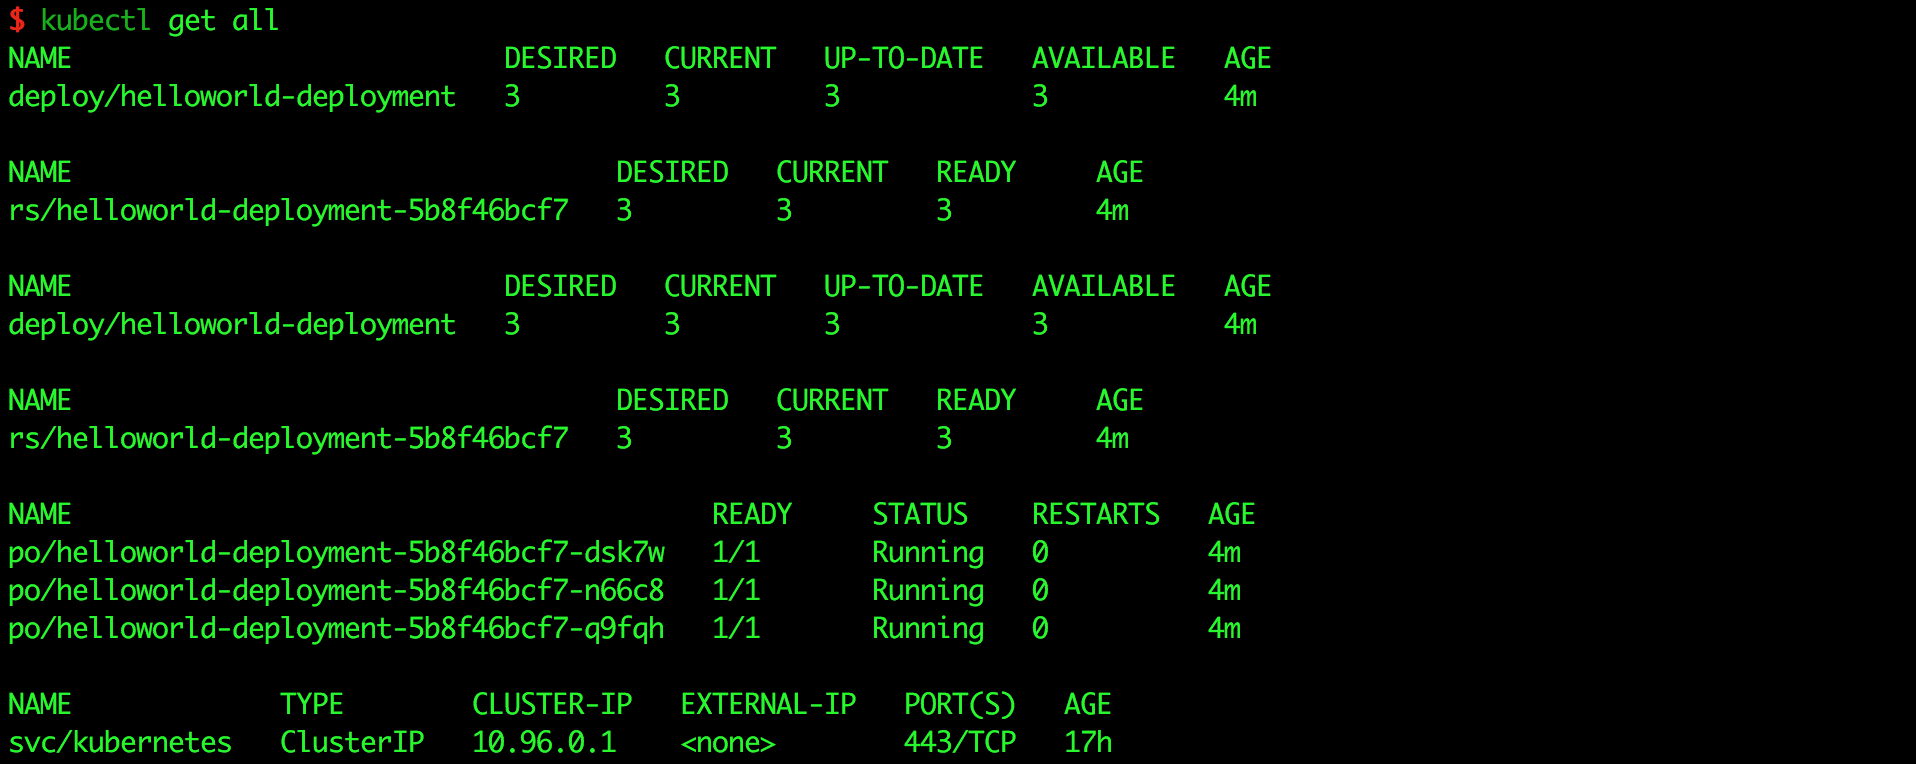 $ kubectl get all
NAME DESIRED CURRENT UP-TO-DATE AVAILABLE AGE
deploy/helloworld-deployment 3 3 3 3 4m
NAME DESIRED CURRENT READY AGE
rs/helloworld-deployment-5b8f46bcf7 3 3 3 4m
NAME DESIRED CURRENT UP-TO-DATE AVAILABLE AGE
deploy/helloworld-deployment 3 3 3 3 4m
NAME DESIRED CURRENT READY AGE
rs/helloworld-deployment-5b8f46bcf7 3 3 3 4m
NAME READY STATUS RESTARTS AGE
po/helloworld-deployment-5b8f46bcf7-dsk7w 1/1 Running 0 4m
po/helloworld-deployment-5b8f46bcf7-n66c8 1/1 Running 0 4m
po/helloworld-deployment-5b8f46bcf7-q9fqh 1/1 Running 0 4m
NAME TYPE CLUSTER-IP EXTERNAL-IP PORT(S) AGE
svc/kubernetes ClusterIP 10.96.0.1 <none> 443/TCP 17h